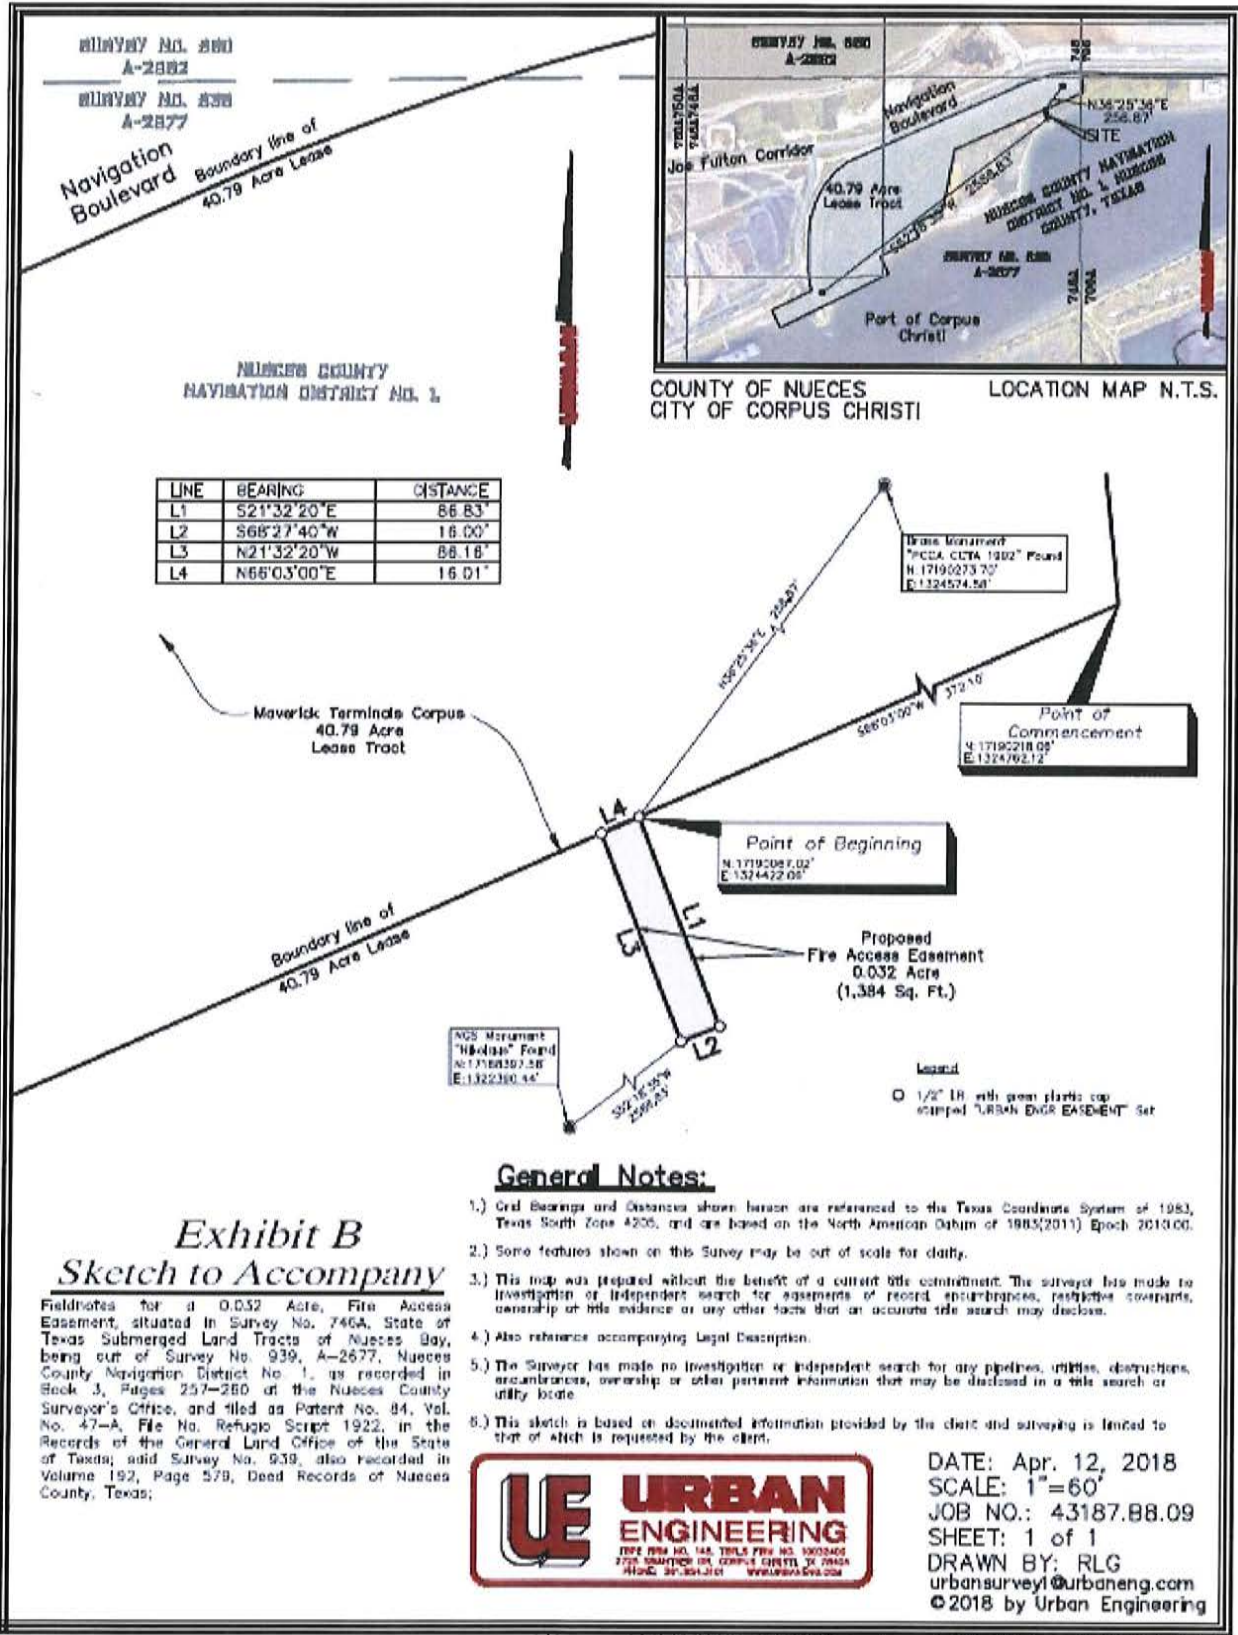 SURVEY NO.
A-2682
SURVEY NO.
A-2677
Navigation
Boulevard
Boundary line of
40.79 Acre Lease
NUECES COUNTY
NAVIGATION DISTRICT NO. 1
SURVEY NO.
Navigation
Boulevard
Joe Fulton Corridor
40.79 Acre
Lease Tract
N36°25'36"E
256.87'
SITE
NUECES COUNTY NAVIGATION
DISTRICT NO. 1, NUECES
COUNTY, TEXAS
A-2677
Port of Corpus
Christi
COUNTY OF NUECES
CITY OF CORPUS CHRISTI
LOCATION MAP N.T.S.
LINE BEARING DISTANCE
L1 S21°32'20"E 86.83'
L2 S68°27'40"W 16.00'
L3 N21°32'20"W 86.16'
L4 N66°03'00"E 16.01'
Brass Monument
Found
N:17190273.70'
E:1324574.58'
N36°25'36"E 256.87'
S66°03'00"W 372.10'
Point of
Commencement
N:17190218.08'
E:1324762.12'
Maverick Terminals Corpus
40.79 Acre
Lease Tract
L4
Point of Beginning
N:17190067.02'
E:1324422.06'
L1
L3
L2
Boundary line of
40.79 Acre Lease
Proposed
Fire Access Easement
0.032 Acre
(1,384 Sq. Ft.)
NGS Monument
Found
E:1322390.44'
Legend
1/2" I.R. with green plastic cap
stamped "URBAN ENGR EASEMENT" Set
General Notes:
1.) Grid Bearings and Distances shown hereon are referenced to the Texas Coordinate System of 1983,
Texas South Zone 4205, and are based on the North American Datum of 1983(2011) Epoch 2010.00.
2.) Some features shown on this Survey may be out of scale for clarity.
3.) This map was prepared without the benefit of a current title commitment. The surveyor has made no
investigation or independent search for easements of record, encumbrances, restrictive covenants,
ownership of title evidence or any other facts that an accurate title search may disclose.
4.) Also reference accompanying Legal Description.
5.) The Surveyor has made no investigation or independent search for any pipelines, utilities, obstructions,
encumbrances, ownership or other pertinent information that may be disclosed in a title search or
utility locate.
6.) This sketch is based on documented information provided by the client and surveying is limited to
that of which is requested by the client.
Exhibit B
Sketch to Accompany
Fieldnotes for a 0.032 Acre, Fire Access
Easement, situated in Survey No. 746A, State of
Texas Submerged Land Tracts of Nueces Bay,
being out of Survey No. 939, A-2677, Nueces
County Navigation District No. 1, as recorded in
Book 3, Pages 257-260 of the Nueces County
Surveyor's Office, and filed as Patent No. 84, Vol.
No. 47-A, File No. Refugio Script 1922, in the
Records of the General Land Office of the State
of Texas; said Survey No. 939, also recorded in
Volume 192, Page 579, Deed Records of Nueces
County, Texas;
UE URBAN
ENGINEERING
DATE: Apr. 12, 2018
SCALE: 1"=60'
JOB NO.: 43187.B8.09
SHEET: 1 of 1
DRAWN BY: RLG
urbansurvey1@urbaneng.com
©2018 by Urban Engineering